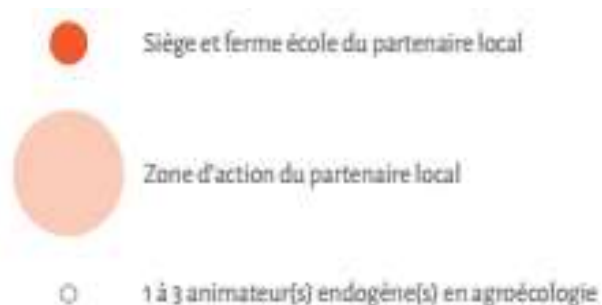 Siège et ferme école du partenaire local
Zone d'action du partenaire local
1 à 3 animateur(s) endogène(s) en agroécologie